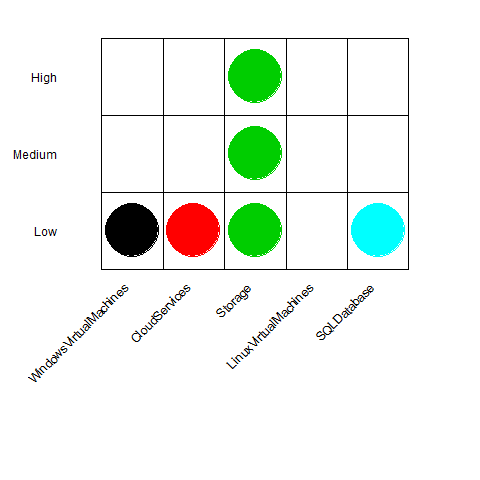 High
Medium
Low
WindowsVirtualMachines
CloudServices
Storage
LinuxVirtualMachines
SQLDatabase